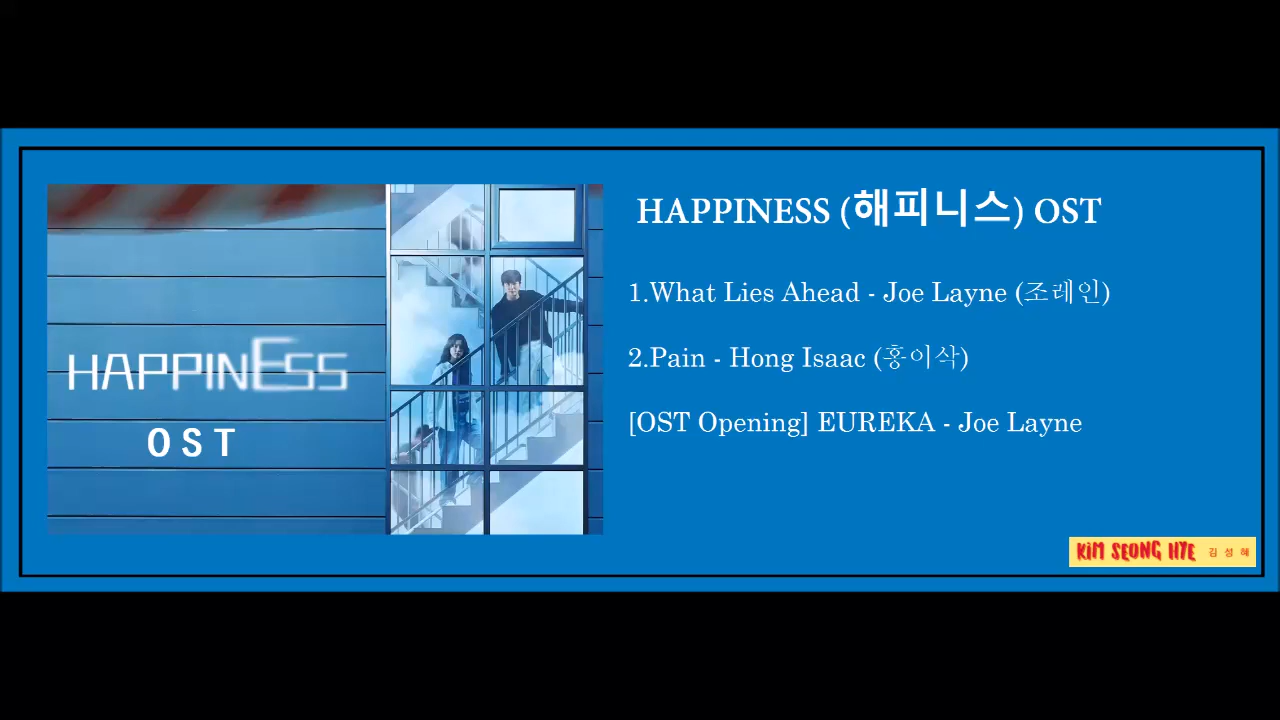 HAPPINESS
OST
HAPPINESS (해피니스) OST
1.What Lies Ahead - Joe Layne (조레인)
2.Pain - Hong Isaac (홍이삭)
[OST Opening] EUREKA - Joe Layne
KIM SEONG HYE 김성혜